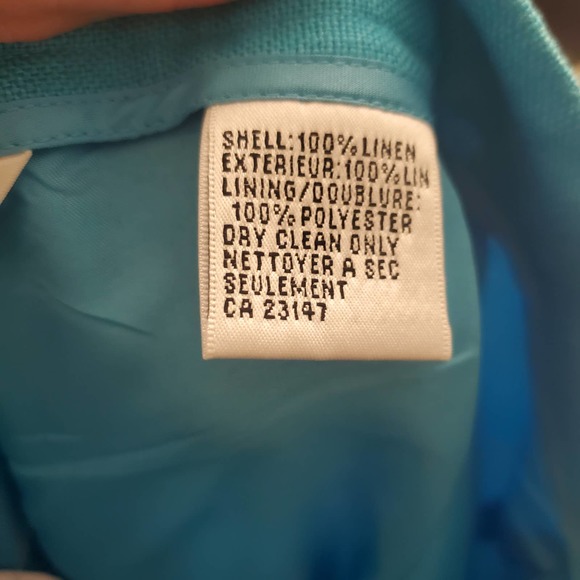 SHELL:100% LINEN
EXTERIEUR:100% LIN
LINING/DOUBLURE:
100% POLYESTER
DRY CLEAN ONLY
NETTOYER A SEC
SEULEMENT
CA 23147